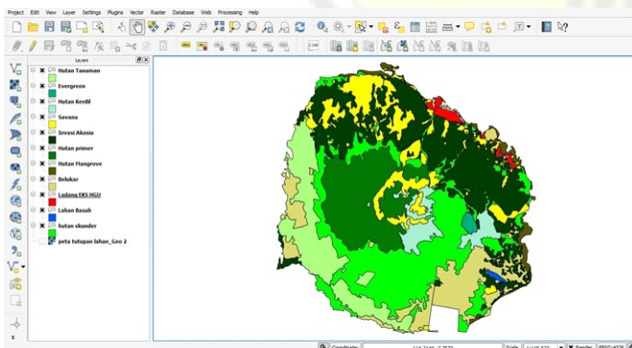 Project Edit View Layer Settings Plugins Vector Raster Database Web Processing Help
Layers
Hutan Tanaman
Evergreen
Hutan Kerdil
Savana
Invasi Akasia
Hutan primer
Hutan Mangrove
Belukar
Ladang EKS HGU
Lahan Basah
hutan skunder
peta tutupan lahan_Geo 2
Coordinate:
Scale
Render